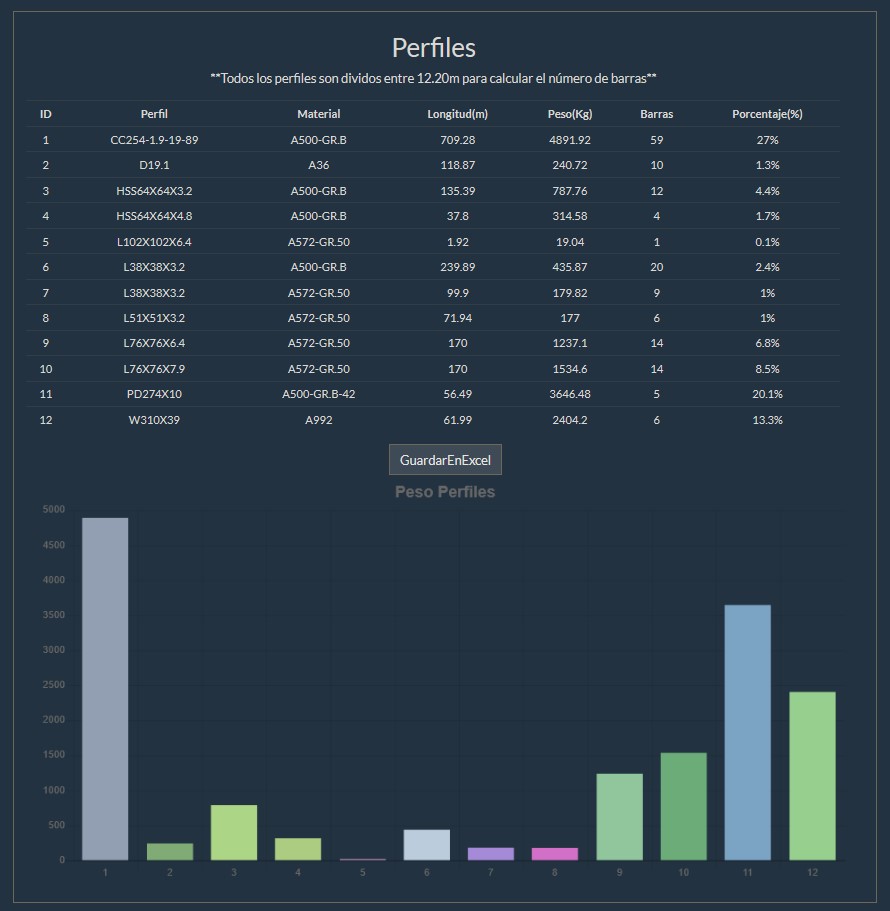 Perfiles
**Todos los perfiles son dividos entre 12.20m para calcular el número de barras**
ID Perfil Material Longitud(m) Peso(Kg) Barras Porcentaje(%)
1 CC254-1.9-19-89 A500-GR.B 709.28 4891.92 59 27%
2 D19.1 A36 118.87 240.72 10 1.3%
3 HSS64X64X3.2 A500-GR.B 135.39 787.76 12 4.4%
4 HSS64X64X4.8 A500-GR.B 37.8 314.58 4 1.7%
5 L102X102X6.4 A572-GR.50 1.92 19.04 1 0.1%
6 L38X38X3.2 A500-GR.B 239.89 435.87 20 2.4%
7 L38X38X3.2 A572-GR.50 99.9 179.82 9 1%
8 L51X51X3.2 A572-GR.50 71.94 177 6 1%
9 L76X76X6.4 A572-GR.50 170 1237.1 14 6.8%
10 L76X76X7.9 A572-GR.50 170 1534.6 14 8.5%
11 PD274X10 A500-GR.B-42 56.49 3646.48 5 20.1%
12 W310X39 A992 61.99 2404.2 6 13.3%
GuardarEnExcel
Peso Perfiles
5000
4500
4000
3500
3000
2500
2000
1500
1000
500
0
1 2 3 4 5 6 7 8 9 10 11 12